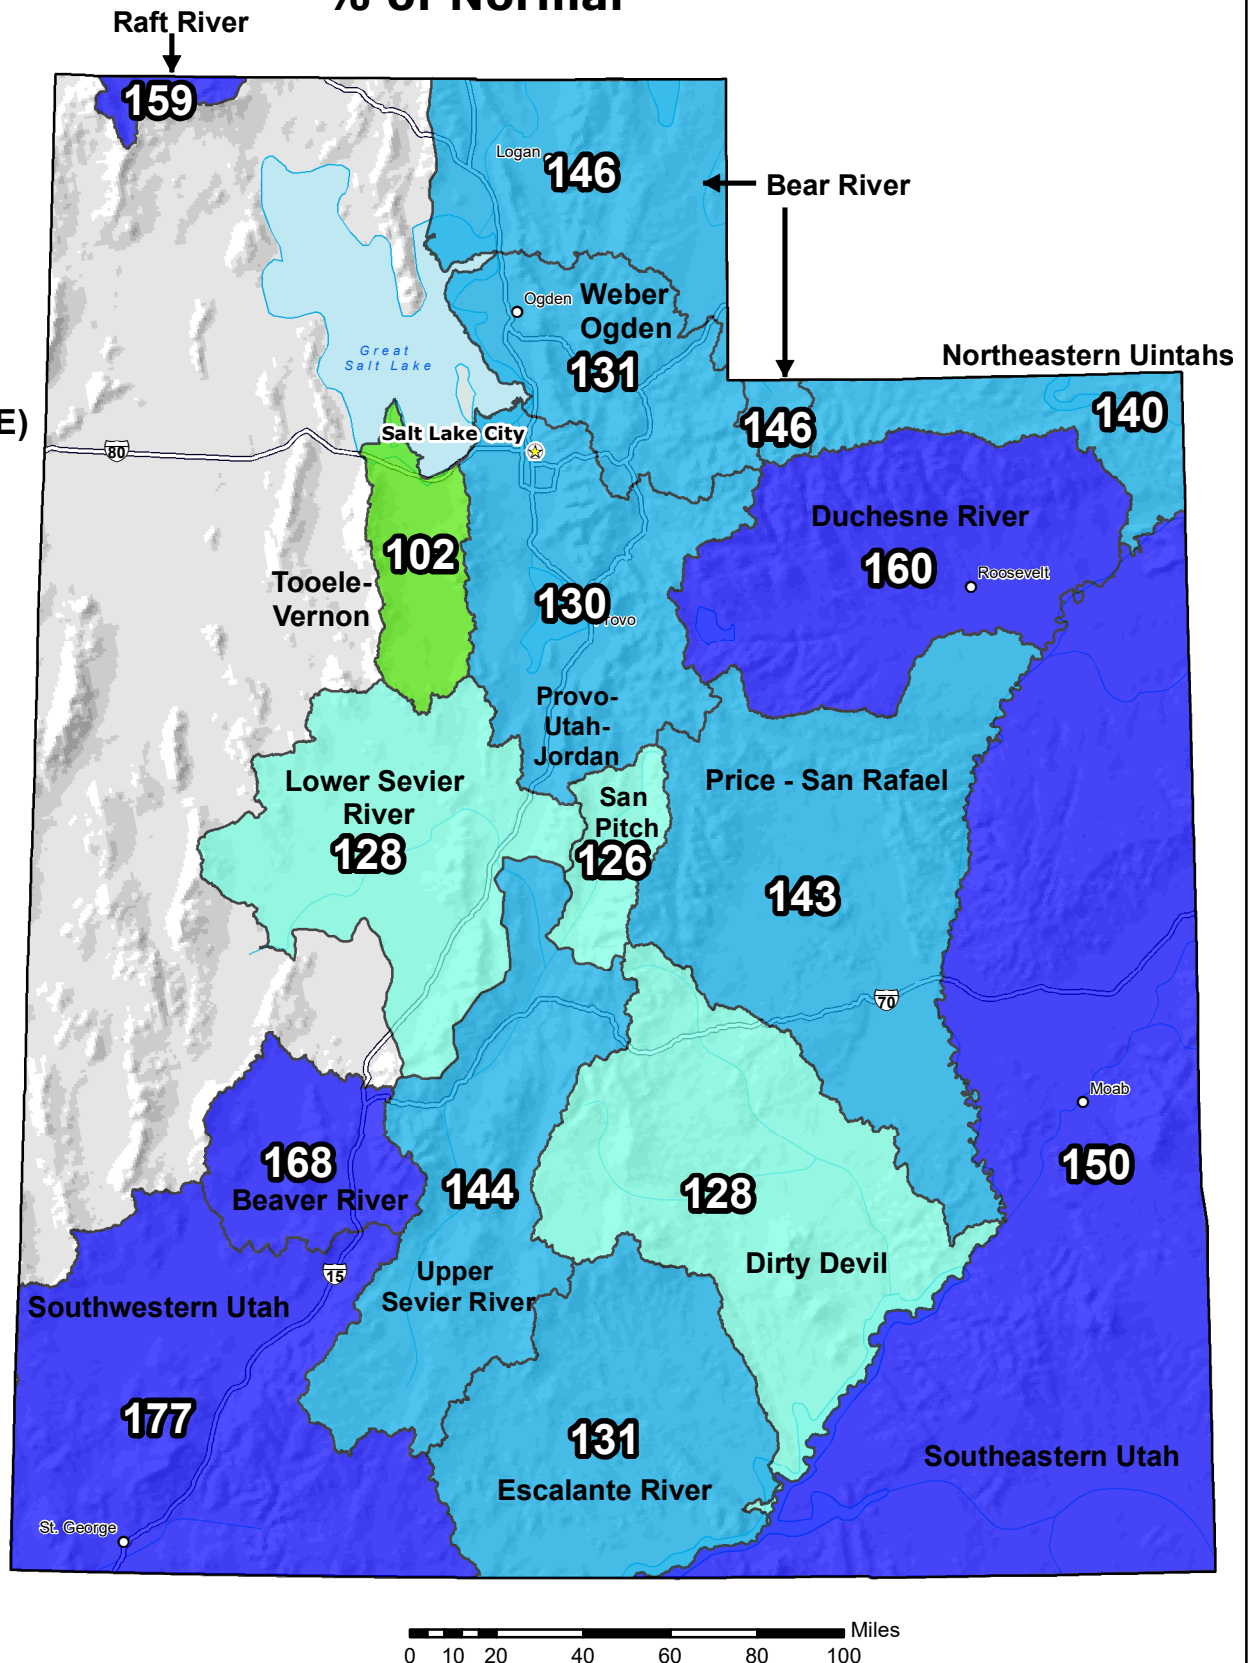 % of Normal
Raft River
159
Logan
146
Bear River
Ogden
Weber
Ogden
131
Great
Salt Lake
Northeastern Uintahs
140
146
E)
Salt Lake City
80
Duchesne River
160
Roosevelt
102
Tooele-
Vernon
130
Provo
Provo-
Utah-
Jordan
Lower Sevier
River
128
San
Pitch
126
Price - San Rafael
143
70
Moab
150
168
Beaver River
144
128
Dirty Devil
Upper
Sevier River
15
Southwestern Utah
177
131
Escalante River
Southeastern Utah
St. George
Miles
0 10 20 40 60 80 100